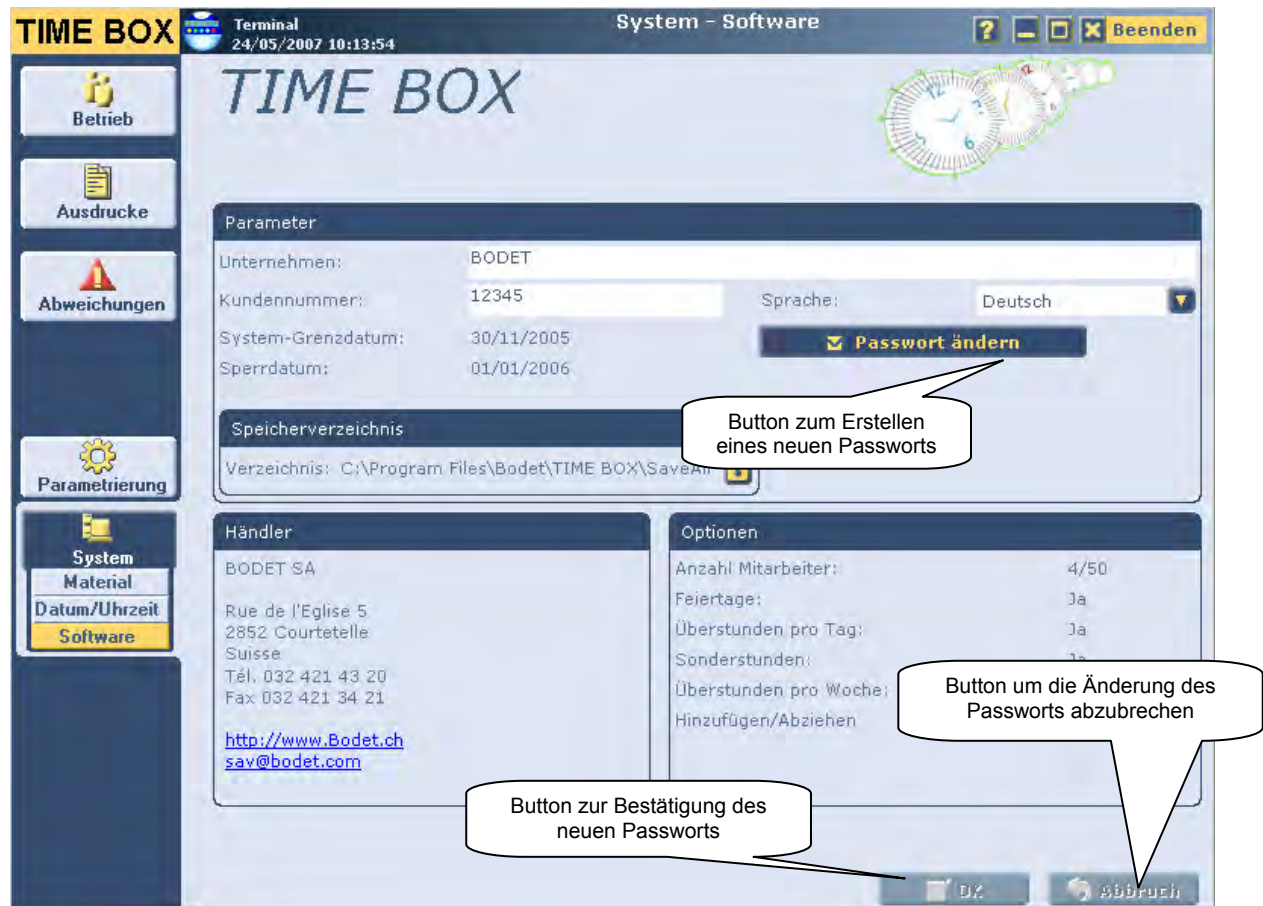 TIME BOX
Terminal
24/05/2007 10:13:54
System - Software
? Beenden
Betrieb
Ausdrucke
Abweichungen
Parametrierung
System
Material
Datum/Uhrzeit
Software
TIME BOX
Parameter
Unternehmen: BODET
Kundennummer: 12345 Sprache: Deutsch
System-Grenzdatum: 30/11/2005 Passwort ändern
Sperrdatum: 01/01/2006
Button zum Erstellen
eines neuen Passworts
Speicherverzeichnis
Verzeichnis: C:\Program Files\Bodet\TIME BOX\SaveAll
Händler
BODET SA
Rue de l'Eglise 5
2852 Courtetelle
Suisse
Tél. 032 421 43 20
Fax 032 421 34 21
http://www.Bodet.ch
sav@bodet.com
Optionen
Anzahl Mitarbeiter: 4/50
Feiertage: Ja
Überstunden pro Tag: Ja
Sonderstunden: Ja
Überstunden pro Woche:
Hinzufügen/Abziehen
Button um die Änderung des
Passworts abzubrechen
Button zur Bestätigung des
neuen Passworts
OK Abbruch